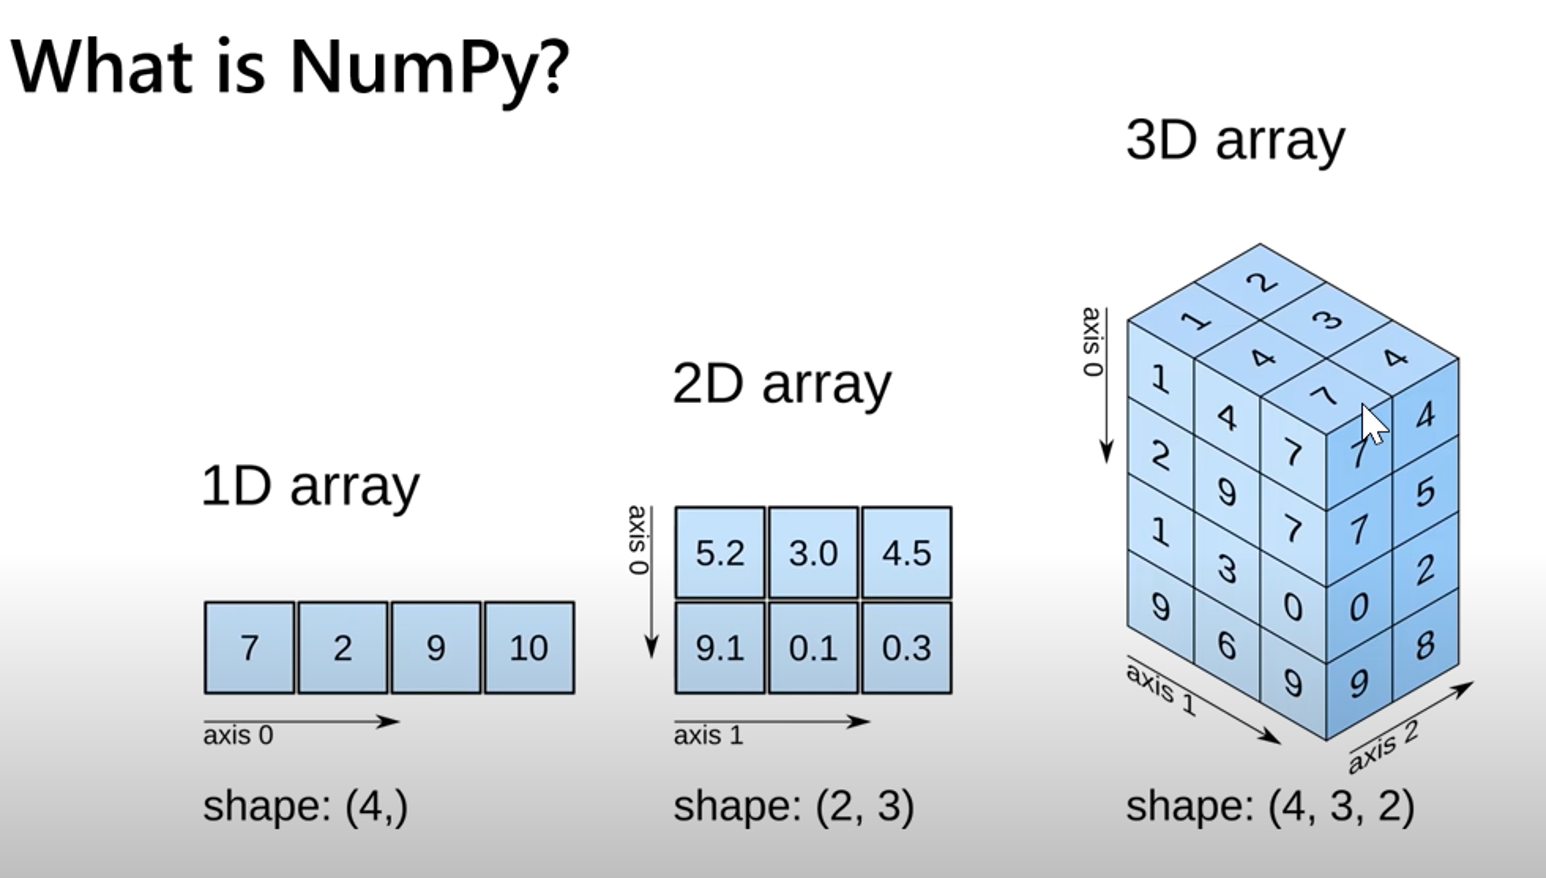 What is NumPy?
3D array
2D array
1D array
7 2 9 10
axis 0
shape: (4,)
axis 0
5.2 3.0 4.5
9.1 0.1 0.3
axis 1
shape: (2, 3)
axis 0
2
1 3
4 4
7
1 4 7 7 4
2 9 7 7 5
1 3 0 0 2
9 6 9 9 8
axis 1
axis 2
shape: (4, 3, 2)